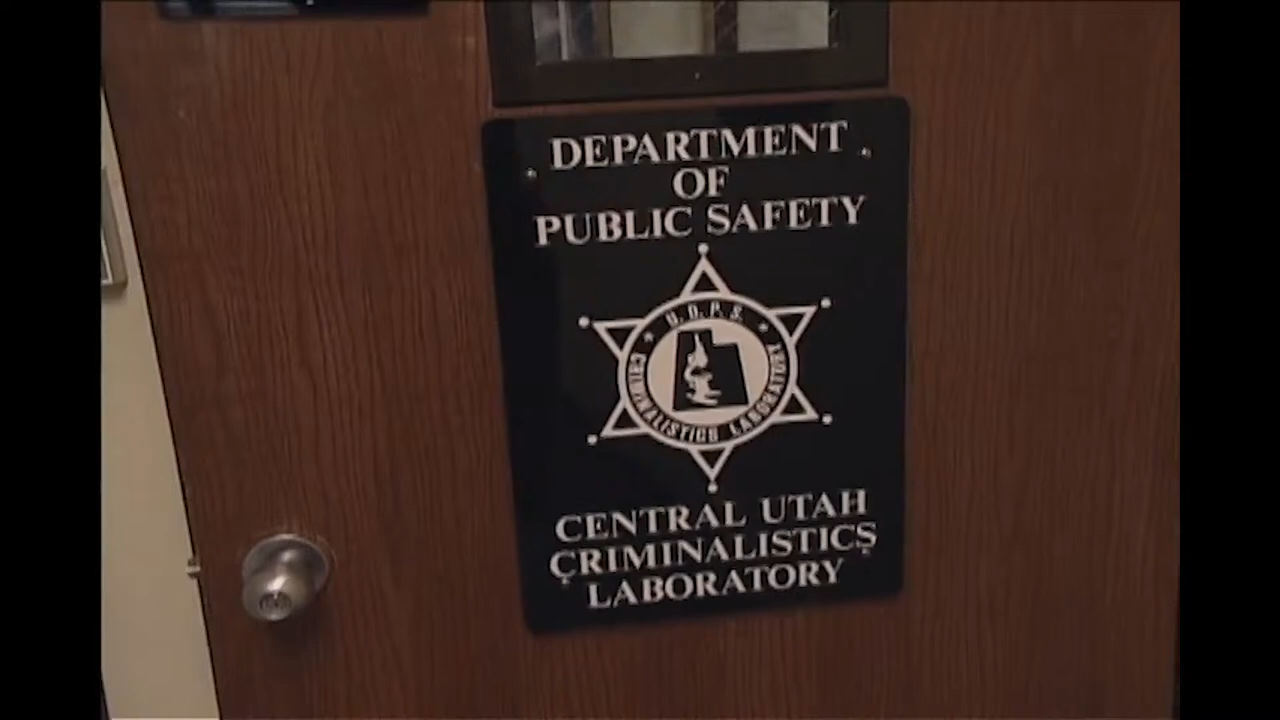 DEPARTMENT
OF
PUBLIC SAFETY
U.D.P.S.
CRIMINALISTICS LABORATORY
CENTRAL UTAH
CRIMINALISTICS
LABORATORY